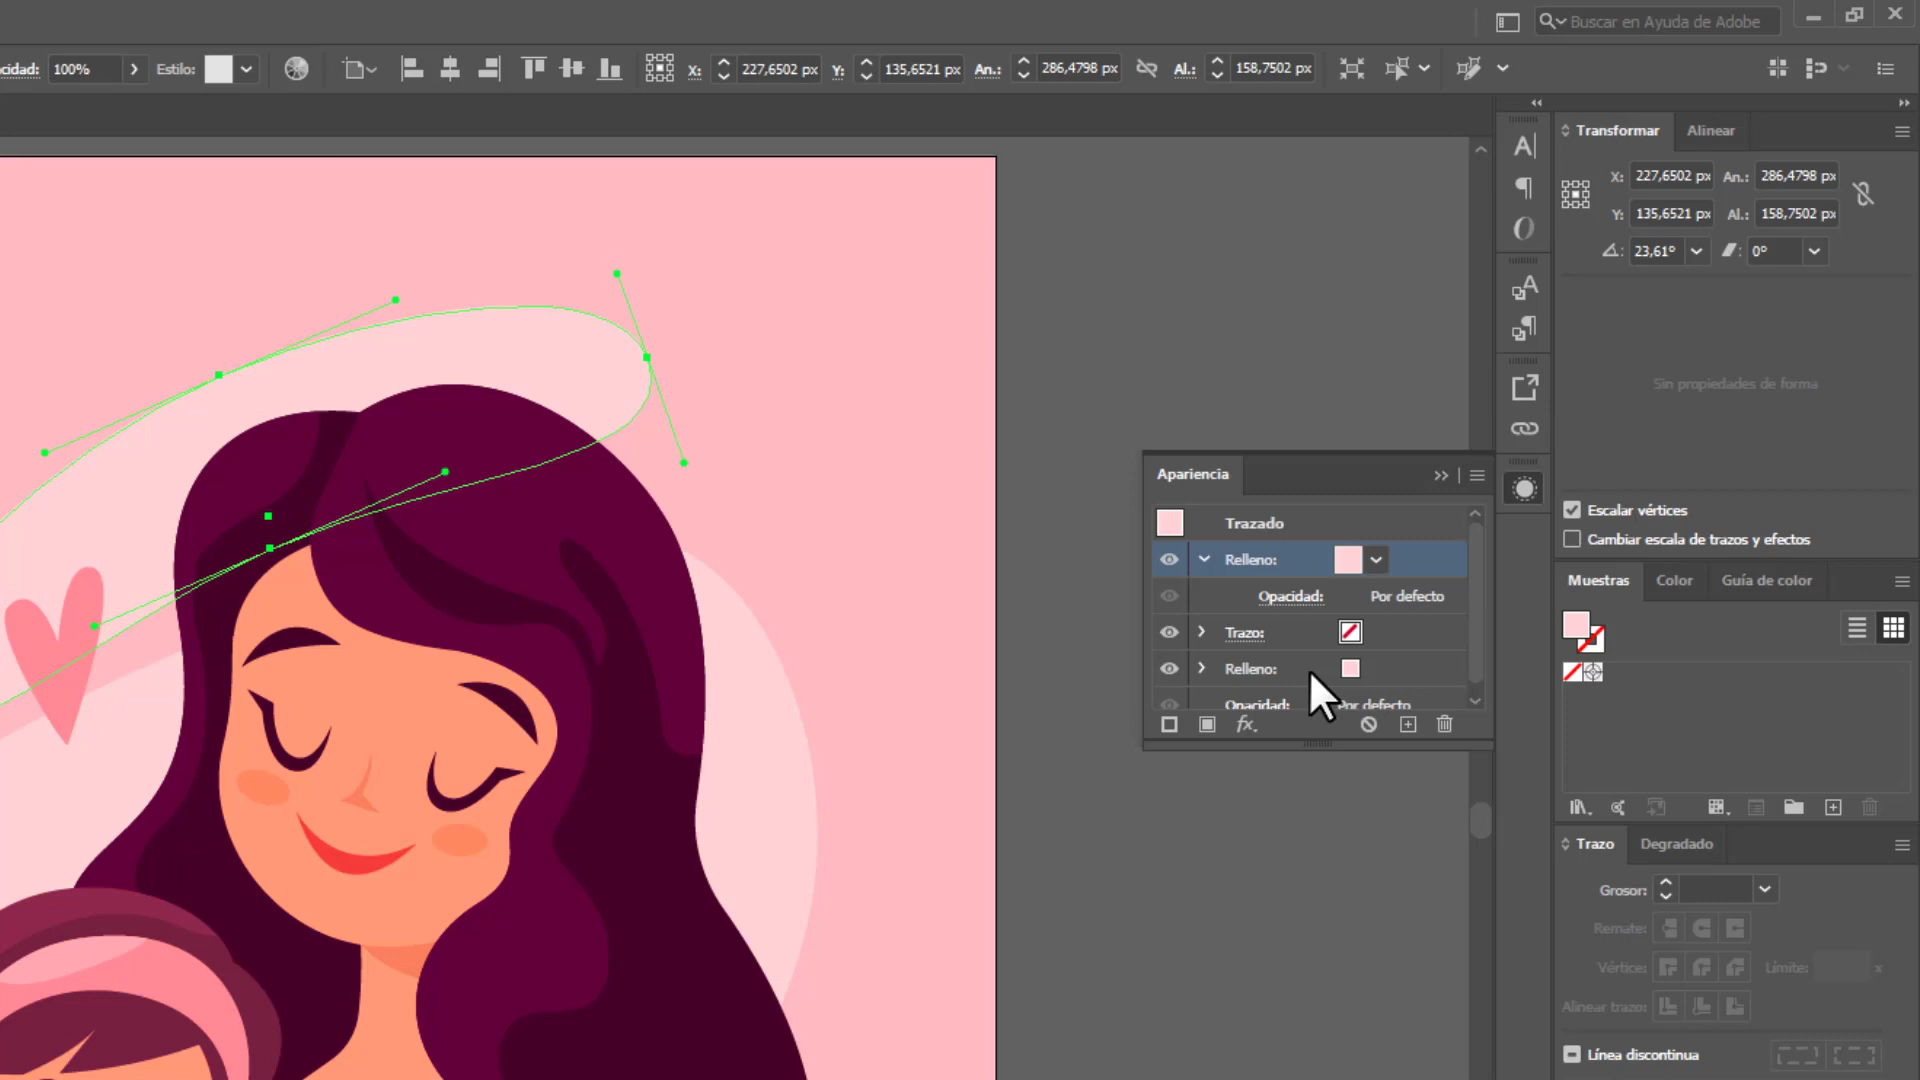 Buscar en Ayuda de Adobe
cidad: 100% Estilo: X: 227,6502 px Y: 135,6521 px An.: 286,4798 px Al.: 158,7502 px
Transformar Alinear
X: 227,6502 px An.: 286,4798 px
Y: 135,6521 px Al.: 158,7502 px
23,61° 0°
Sin propiedades de forma
Escalar vértices
Cambiar escala de trazos y efectos
Apariencia
Trazado
Relleno:
Opacidad: Por defecto
Trazo:
Relleno:
Opacidad: Por defecto
fx
Muestras Color Guía de color
Trazo Degradado
Grosor:
Remate:
Vértice: Límite: x
Alinear trazo:
Línea discontinua